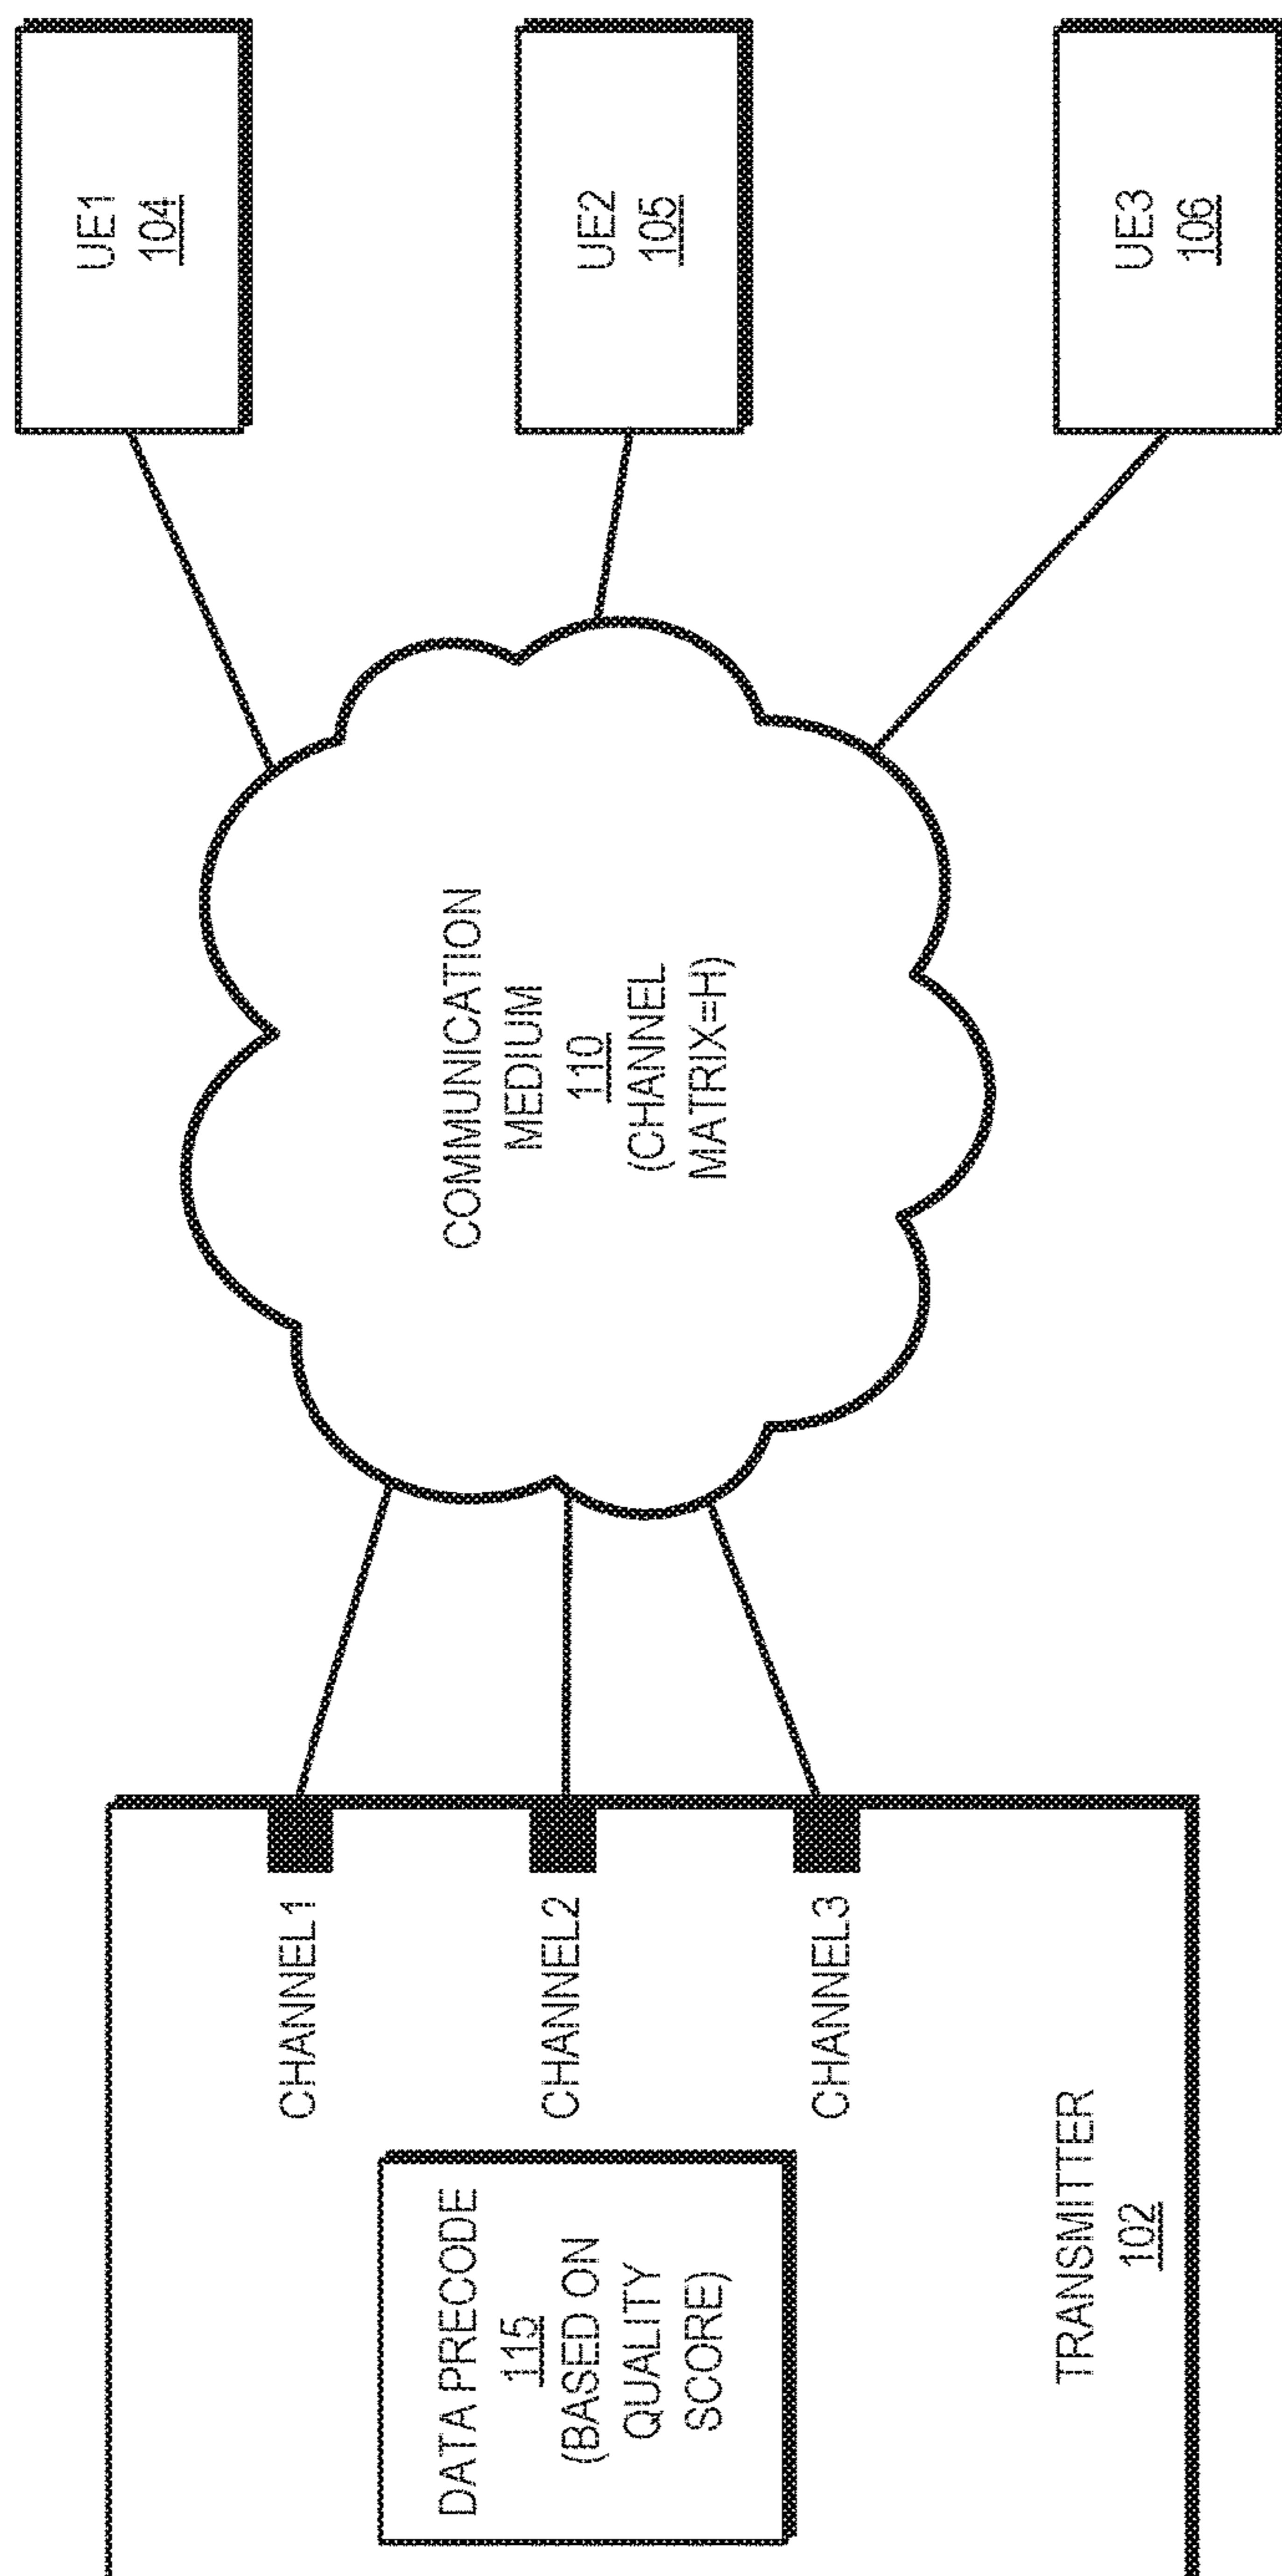 DATA PRECODE
115
(BASED ON
QUALITY
SCORE)
TRANSMITTER
102
CHANNEL1
CHANNEL2
CHANNEL3
COMMUNICATION
MEDIUM
110
(CHANNEL
MATRIX=H)
UE1
104
UE2
105
UE3
106